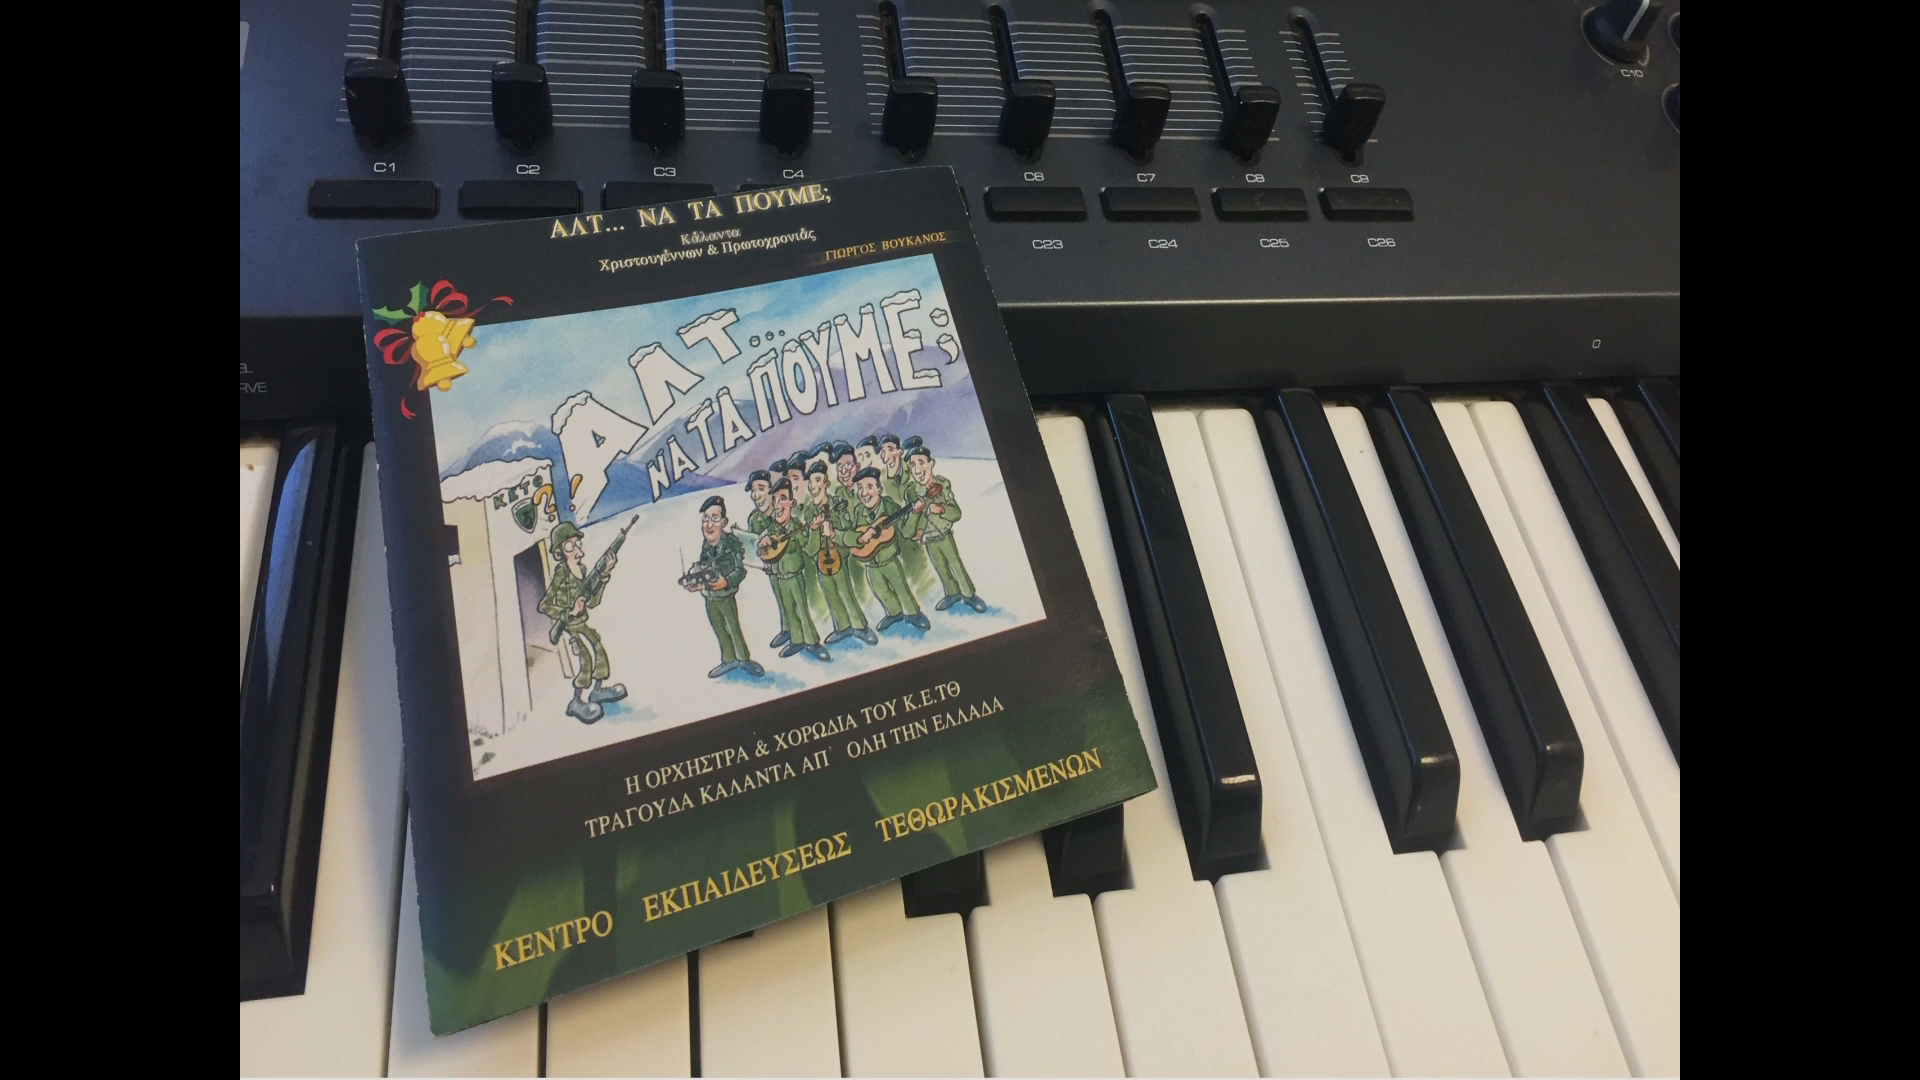 C10
C1
C2
C3
C4
C6
C7
C8
C9
C23
C24
C25
C26
0
ΑΛΤ... ΝΑ ΤΑ ΠΟΥΜΕ;
Κάλαντα
Χριστουγέννων & Πρωτοχρονιάς
ΓΙΩΡΓΟΣ ΒΟΥΚΑΝΟΣ
ΑΛΤ...
ΝΑ ΤΑ ΠΟΥΜΕ;
ΚΕΤΘ
?!
Η ΟΡΧΗΣΤΡΑ & ΧΟΡΩΔΙΑ ΤΟΥ Κ.Ε.ΤΘ
ΤΡΑΓΟΥΔΑ ΚΑΛΑΝΤΑ ΑΠ' ΟΛΗ ΤΗΝ ΕΛΛΑΔΑ
ΚΕΝΤΡΟ ΕΚΠΑΙΔΕΥΣΕΩΣ ΤΕΘΩΡΑΚΙΣΜΕΝΩΝ